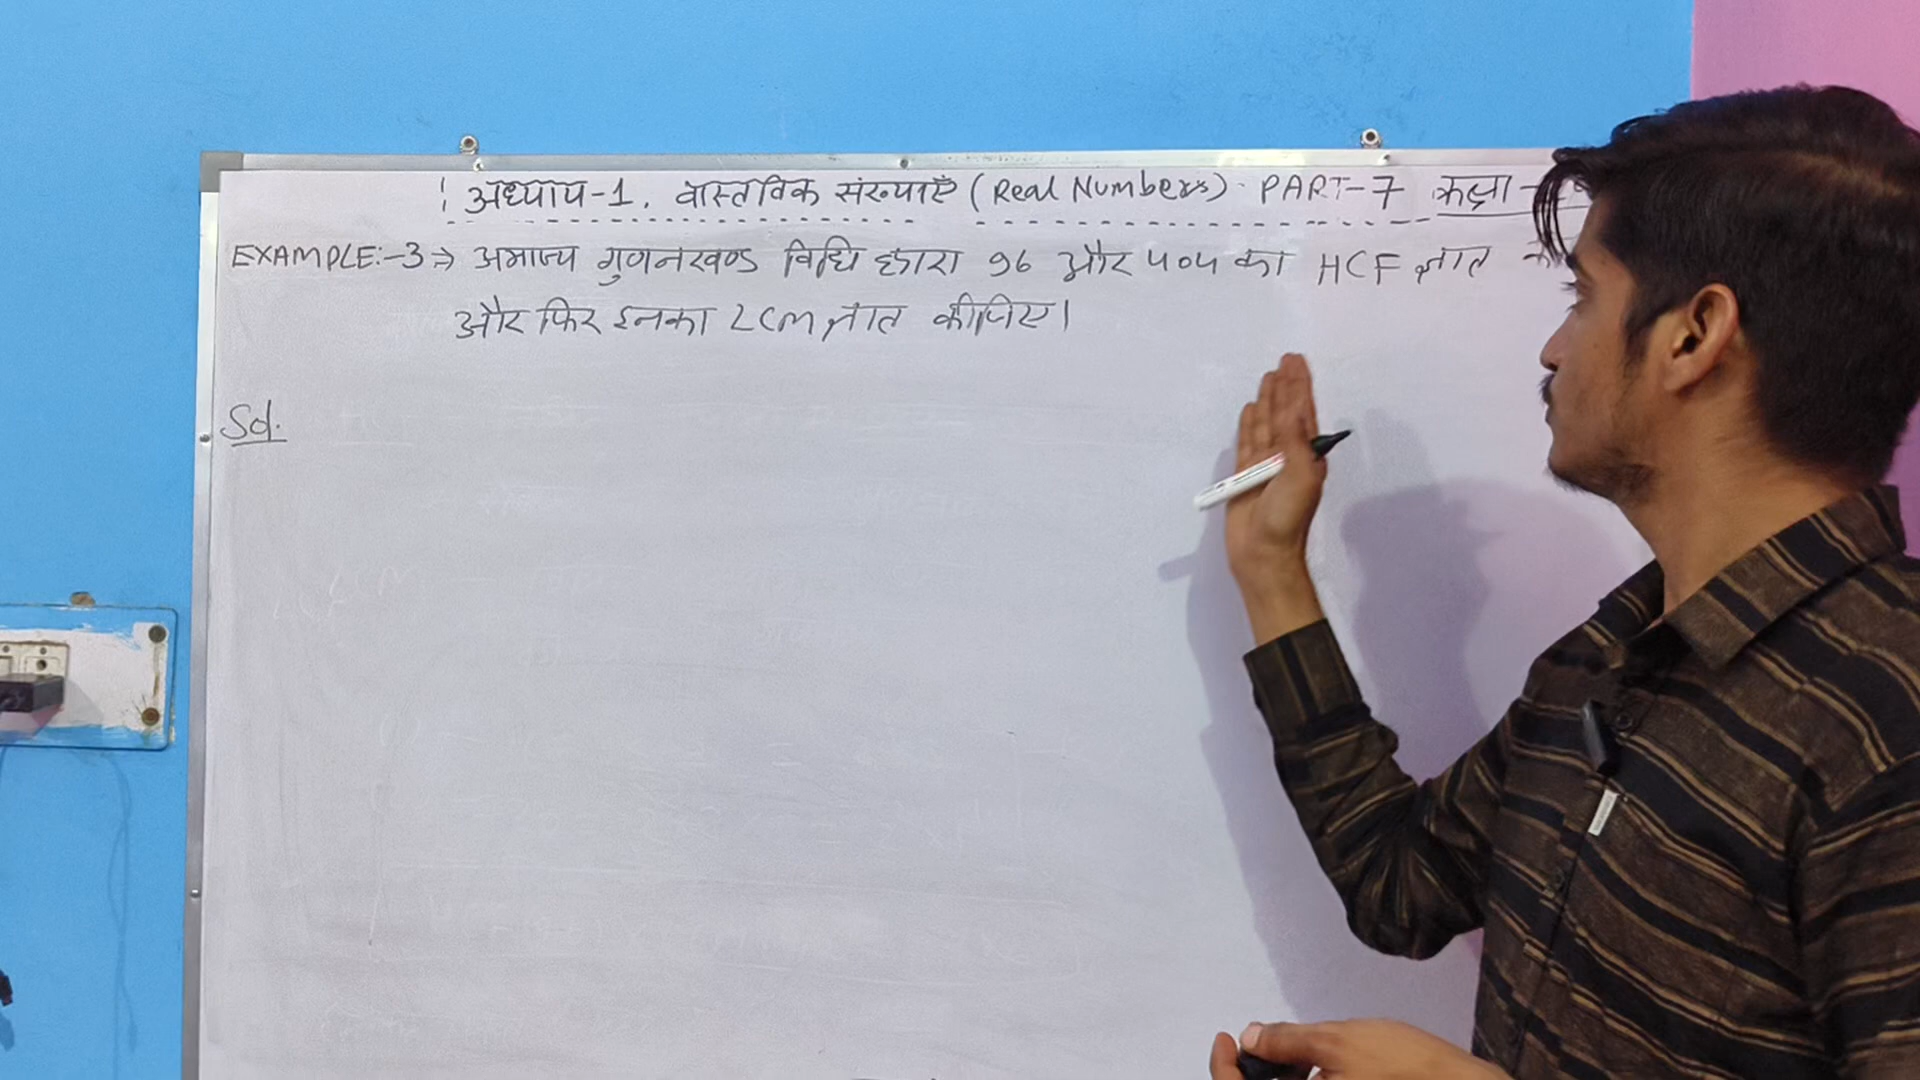 अध्याय-1. वास्तविक संख्याएँ (Real Numbers). PART-7 कक्षा-
EXAMPLE:-3⇒ अभाज्य गुणनखण्ड विधि द्वारा 96 और 404 का HCF ज्ञात
और फिर इनका LCM ज्ञात कीजिए।
Sol.